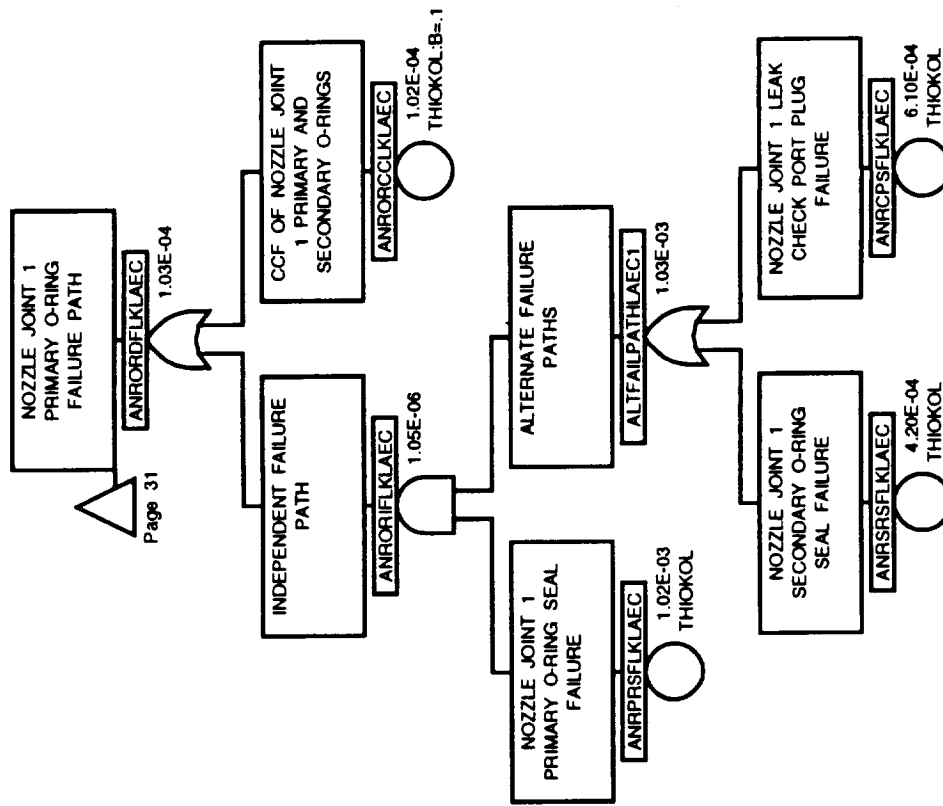 NOZZLE JOINT 1
PRIMARY O-RING
FAILURE PATH
Page 31
ANRORDFLKLAEC
1.03E-04
INDEPENDENT FAILURE
PATH
ANRORIFLKLAEC
1.05E-06
CCF OF NOZZLE JOINT
1 PRIMARY AND
SECONDARY O-RINGS
ANRORCCLKLAEC
1.02E-04
THIOKOL:B=.1
NOZZLE JOINT 1
PRIMARY O-RING SEAL
FAILURE
ANRPRSFLKLAEC
1.02E-03
THIOKOL
ALTERNATE FAILURE
PATHS
ALTFAILPATHLAEC1
1.03E-03
NOZZLE JOINT 1
SECONDARY O-RING
SEAL FAILURE
ANRSRSFLKLAEC
4.20E-04
THIOKOL
NOZZLE JOINT 1 LEAK
CHECK PORT PLUG
FAILURE
ANRCPSFLKLAEC
6.10E-04
THIOKOL